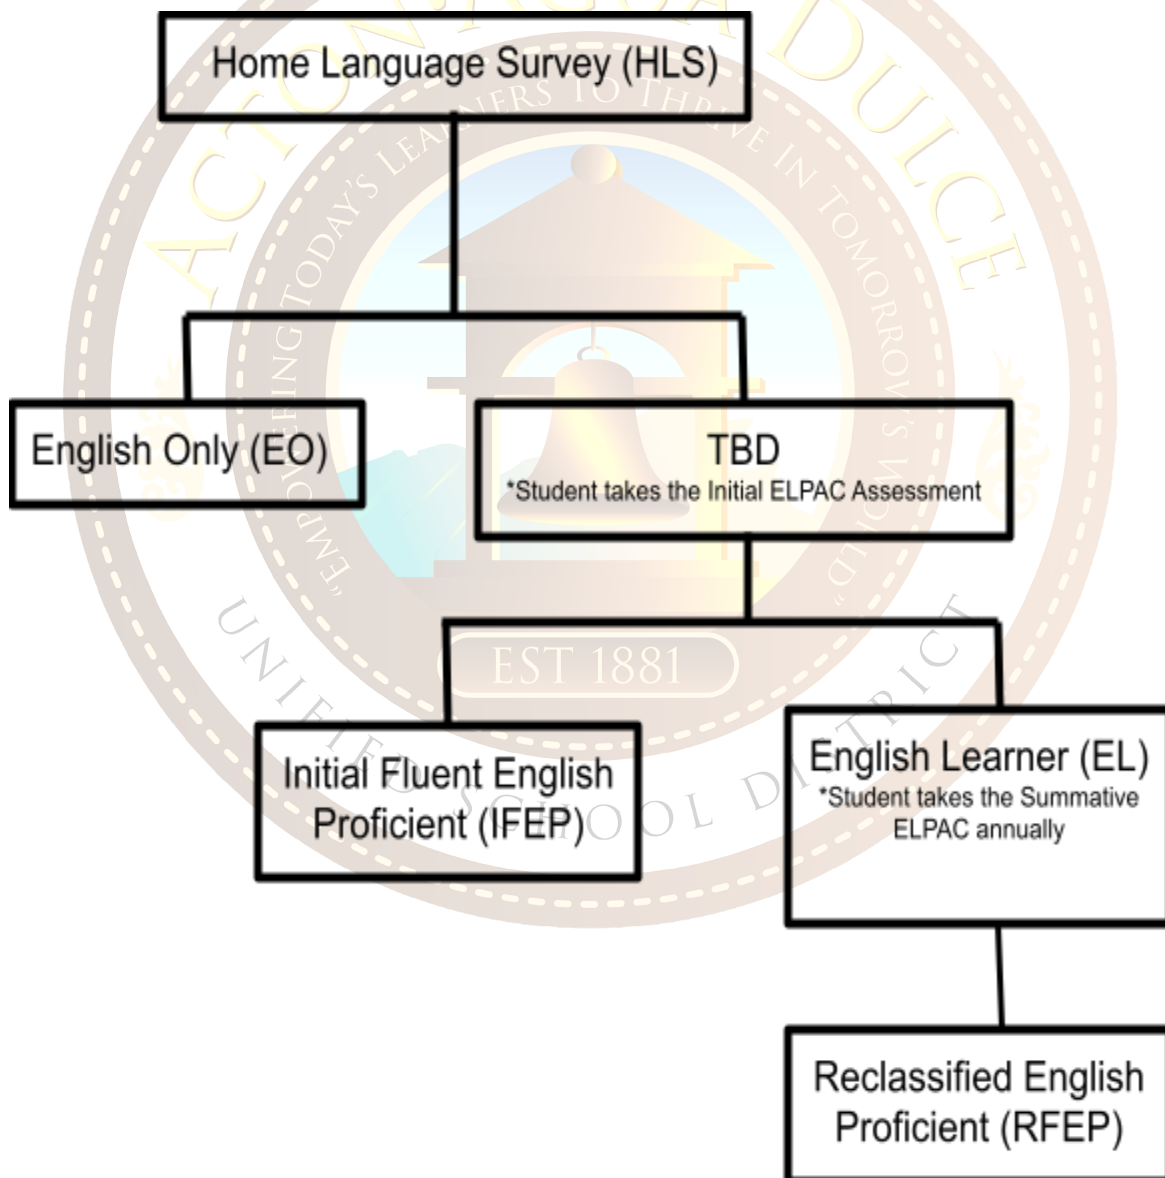 Home Language Survey (HLS)
English Only (EO)
TBD
*Student takes the Initial ELPAC Assessment
Initial Fluent English
Proficient (IFEP)
English Learner (EL)
*Student takes the Summative
ELPAC annually
Reclassified English
Proficient (RFEP)
ACTON AGUA DULCE
"EMPOWERING TODAY'S LEARNERS TO THRIVE IN TOMORROW'S WORLD"
EST 1881
UNIFIED SCHOOL DISTRICT